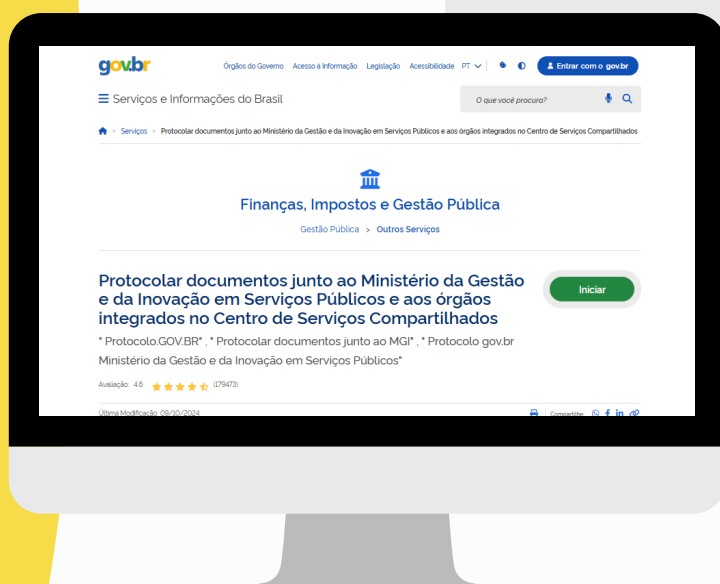 gov.br
Órgãos do Governo Acesso à Informação Legislação Acessibilidade PT Entrar com o gov.br
Serviços e Informações do Brasil
O que você procura?
Serviços Protocolar documentos junto ao Ministério da Gestão e da Inovação em Serviços Públicos e aos órgãos integrados no Centro de Serviços Compartilhados
Finanças, Impostos e Gestão Pública
Gestão Pública > Outros Serviços
Protocolar documentos junto ao Ministério da Gestão
e da Inovação em Serviços Públicos e aos órgãos
integrados no Centro de Serviços Compartilhados
Iniciar
" Protocolo.GOV.BR" , " Protocolar documentos junto ao MGI" , " Protocolo gov.br
Ministério da Gestão e da Inovação em Serviços Públicos"
Avaliação: 4.6 (179473)
Última Modificação: 09/10/2024 Compartilhe: